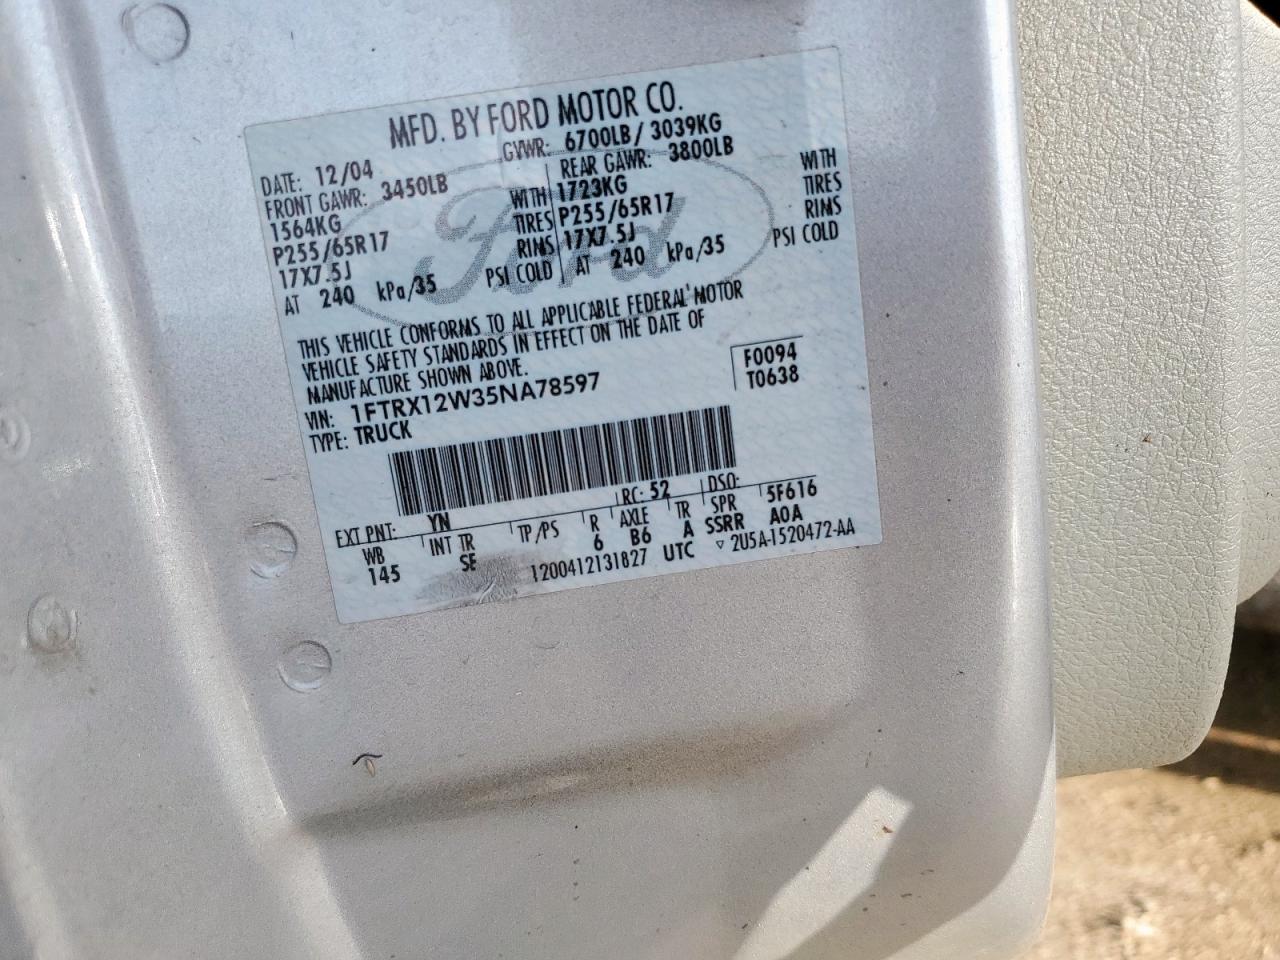 MFD. BY FORD MOTOR CO.
DATE: 12/04 GVWR: 6700LB/ 3039KG
FRONT GAWR: 3450LB REAR GAWR: 3800LB
1564KG WITH 1723KG WITH
P255/65R17 TIRES P255/65R17 TIRES
17X7.5J RINS 17X7.5J RINS
AT 240 kPa/35 PSI COLD AT 240 kPa/35 PSI COLD
Ford
THIS VEHICLE CONFORMS TO ALL APPLICABLE FEDERAL MOTOR
VEHICLE SAFETY STANDARDS IN EFFECT ON THE DATE OF
MANUFACTURE SHOWN ABOVE.
VIN: 1FTRX12W35NA78597 F0094
TYPE: TRUCK T0638
EXT PNT: YN RC: 52 DSO:
WB INT TR TP/PS R AXLE TR SPR 5F616
145 SE 6 B6 A SSRR A0A
1200412131827 UTC ▽ 2U5A-1520472-AA